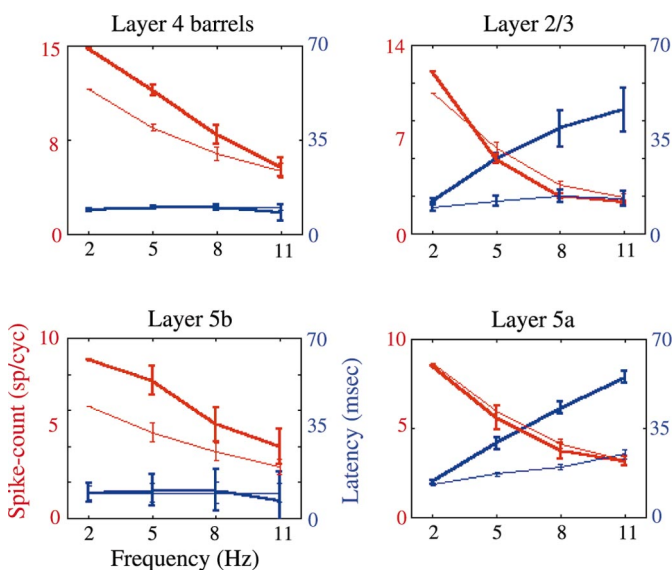 Layer 4 barrels
15
8
0
70
35
0
2 5 8 11
Layer 2/3
14
7
0
70
35
0
2 5 8 11
Layer 5b
Spike-count (sp/cyc)
10
5
0
70
35
0
2 5 8 11
Frequency (Hz)
Layer 5a
Latency (msec)
10
5
0
70
35
0
2 5 8 11